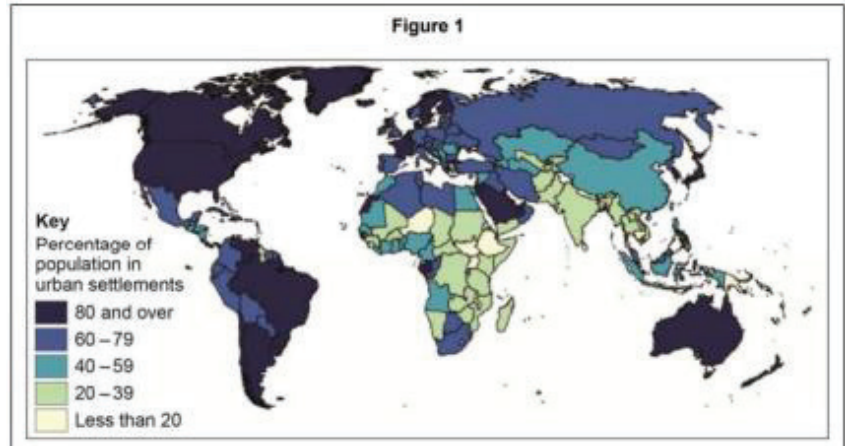 Figure 1
Key
Percentage of
population in
urban settlements
80 and over
60 – 79
40 – 59
20 – 39
Less than 20